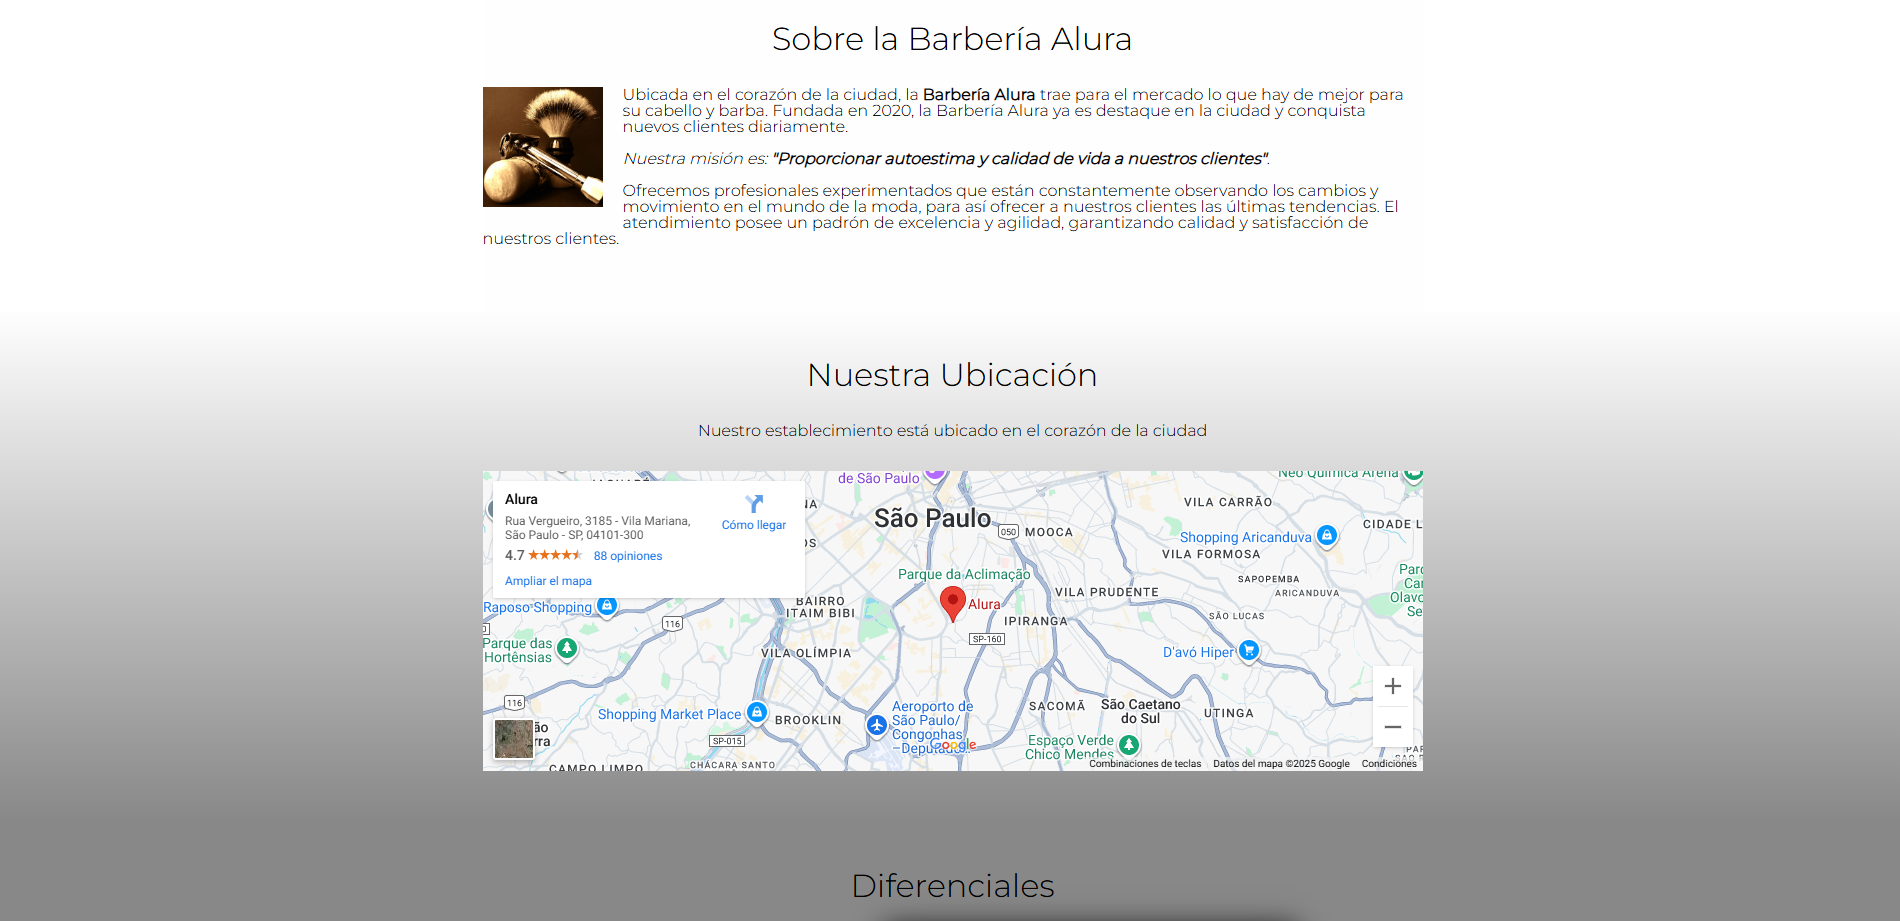 Sobre la Barbería Alura
Ubicada en el corazón de la ciudad, la Barbería Alura trae para el mercado lo que hay de mejor para
su cabello y barba. Fundada en 2020, la Barbería Alura ya es destaque en la ciudad y conquista
nuevos clientes diariamente.
Nuestra misión es: "Proporcionar autoestima y calidad de vida a nuestros clientes".
Ofrecemos profesionales experimentados que están constantemente observando los cambios y
movimiento en el mundo de la moda, para así ofrecer a nuestros clientes las últimas tendencias. El
atendimiento posee un padrón de excelencia y agilidad, garantizando calidad y satisfacción de
nuestros clientes.
Nuestra Ubicación
Nuestro establecimiento está ubicado en el corazón de la ciudad
Alura
Rua Vergueiro, 3185 - Vila Mariana,
São Paulo - SP, 04101-300
4.7 88 opiniones
Ampliar el mapa
Cómo llegar
de São Paulo
Neo Química Arena
São Paulo
050
MOOCA
VILA CARRÃO
CIDADE L
Shopping Aricanduva
VILA FORMOSA
Parque da Aclimação
SAPOPEMBA
ARICANDUVA
Alura
VILA PRUDENTE
Raposo Shopping
BAIRRO
ITAIM BIBI
116
IPIRANGA
SÃO LUCAS
SP-160
Parque das
Hortênsias
VILA OLÍMPIA
D'avó Hiper
116
Shopping Market Place
BROOKLIN
Aeroporto de
São Paulo/
Congonhas
SACOMÃ
São Caetano
do Sul
UTINGA
SP-015
Espaço Verde
Chico Mendes
CHÁCARA SANTO
CAMPO LIMPO
Google
Combinaciones de teclas
Datos del mapa ©2025 Google
Condiciones
Diferenciales